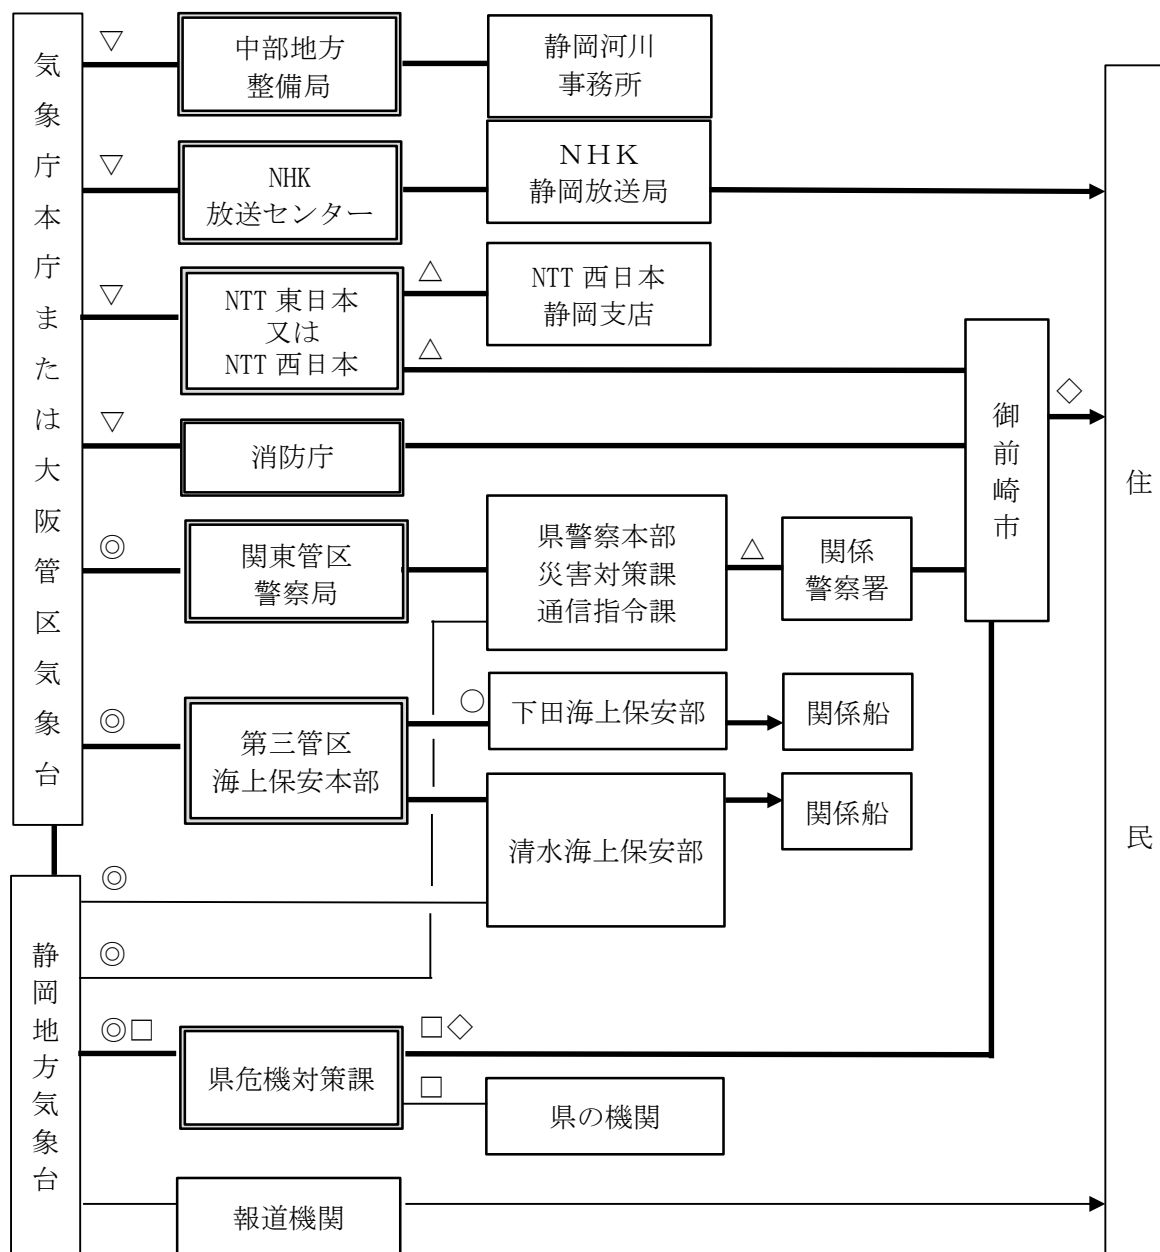 気象庁本庁または大阪管区気象台
▽
中部地方
整備局
静岡河川
事務所
▽
NHK
放送センター
ＮＨＫ
静岡放送局
▽
NTT 東日本
又は
NTT 西日本
△
NTT 西日本
静岡支店
△
▽
消防庁
御前崎市
◇
住民
◎
関東管区
警察局
県警察本部
災害対策課
通信指令課
△
関係
警察署
◎
第三管区
海上保安本部
○
下田海上保安部
関係船
清水海上保安部
関係船
静岡地方気象台
◎
◎
◎□
県危機対策課
□◇
□
県の機関
報道機関